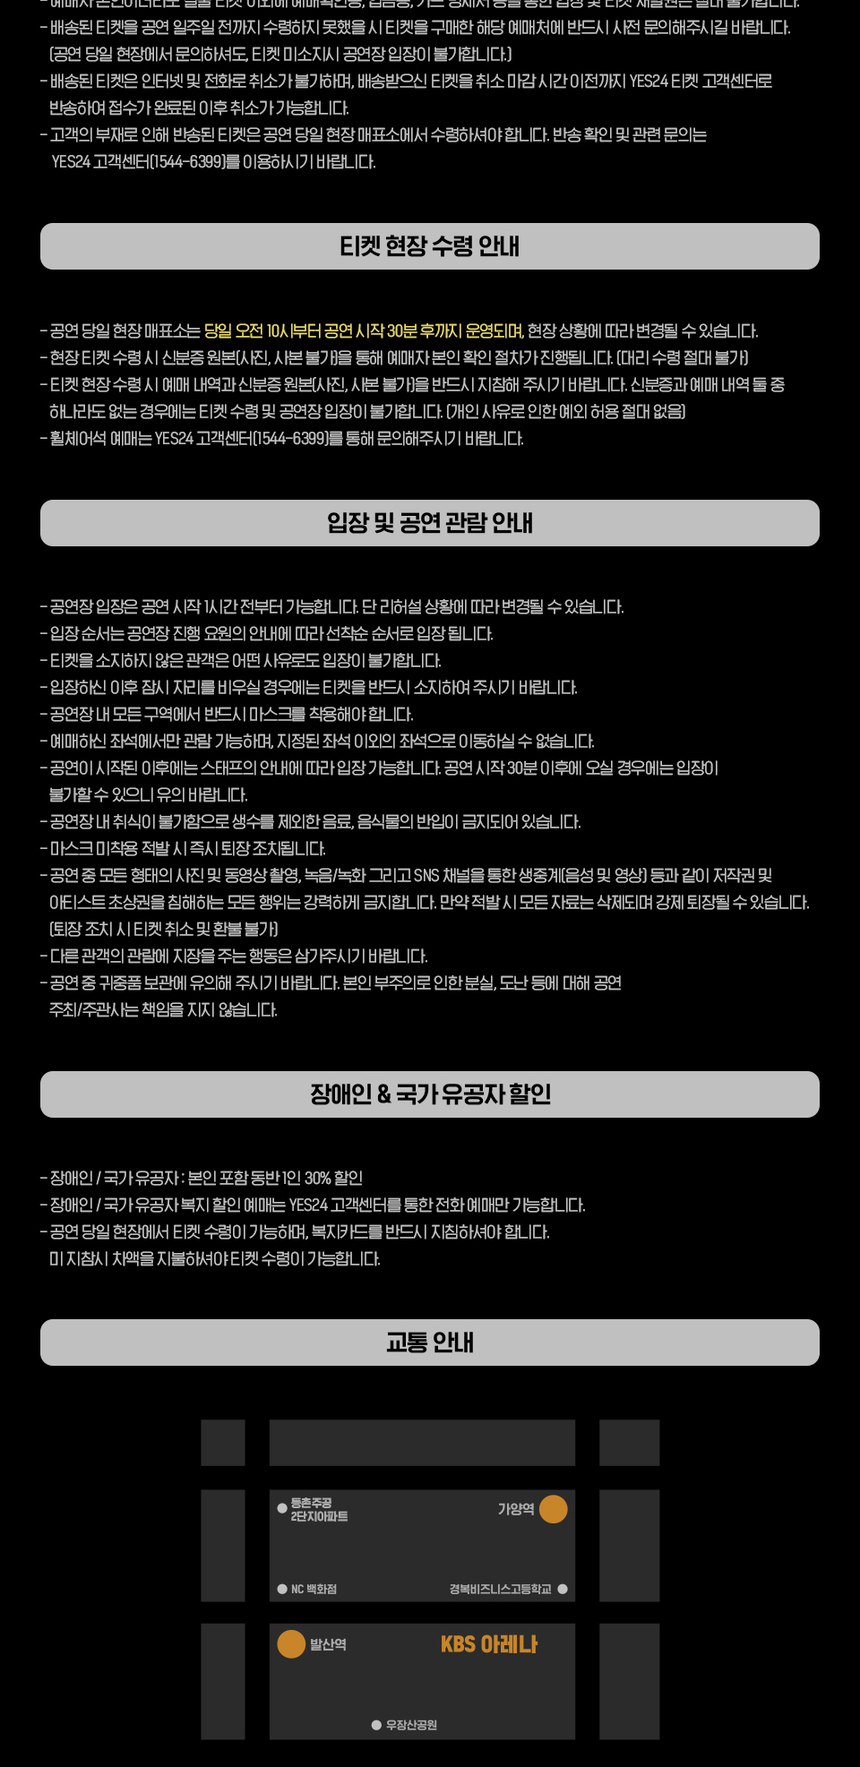 - 배송된 티켓을 공연 일주일 전까지 수령하지 못했을 시 티켓을 구매한 해당 예매처에 반드시 사전 문의해주시길 바랍니다.
(공연 당일 현장에서 문의하셔도, 티켓 미소지시 공연장 입장이 불가합니다.)
- 배송된 티켓은 인터넷 및 전화로 취소가 불가하며, 배송받으신 티켓을 취소 마감 시간 이전까지 YES24 티켓 고객센터로
반송하여 접수가 완료된 이후 취소가 가능합니다.
- 고객의 부재로 인해 반송된 티켓은 공연 당일 현장 매표소에서 수령하셔야 합니다. 반송 확인 및 관련 문의는
YES24 고객센터(1544-6399)를 이용하시기 바랍니다.
티켓 현장 수령 안내
- 공연 당일 현장 매표소는 당일 오전 10시부터 공연 시작 30분 후까지 운영되며, 현장 상황에 따라 변경될 수 있습니다.
- 현장 티켓 수령 시 신분증 원본(사진, 사본 불가)을 통해 예매자 본인 확인 절차가 진행됩니다. (대리 수령 절대 불가)
- 티켓 현장 수령 시 예매 내역과 신분증 원본(사진, 사본 불가)을 반드시 지침해 주시기 바랍니다. 신분증과 예매 내역 둘 중
하나라도 없는 경우에는 티켓 수령 및 공연장 입장이 불가합니다. (개인 사유로 인한 예외 허용 절대 없음)
- 휠체어석 예매는 YES24 고객센터(1544-6399)를 통해 문의해주시기 바랍니다.
입장 및 공연 관람 안내
- 공연장 입장은 공연 시작 1시간 전부터 가능합니다. 단 리허설 상황에 따라 변경될 수 있습니다.
- 입장 순서는 공연장 진행 요원의 안내에 따라 선착순 순서로 입장 됩니다.
- 티켓을 소지하지 않은 관객은 어떤 사유로도 입장이 불가합니다.
- 입장하신 이후 잠시 자리를 비우실 경우에는 티켓을 반드시 소지하여 주시기 바랍니다.
- 공연장 내 모든 구역에서 반드시 마스크를 착용해야 합니다.
- 예매하신 좌석에서만 관람 가능하며, 지정된 좌석 이외의 좌석으로 이동하실 수 없습니다.
- 공연이 시작된 이후에는 스태프의 안내에 따라 입장 가능합니다. 공연 시작 30분 이후에 오실 경우에는 입장이
불가할 수 있으니 유의 바랍니다.
- 공연장 내 취식이 불가함으로 생수를 제외한 음료, 음식물의 반입이 금지되어 있습니다.
- 마스크 미착용 적발 시 즉시 퇴장 조치됩니다.
- 공연 중 모든 형태의 사진 및 동영상 촬영, 녹음/녹화 그리고 SNS 채널을 통한 생중계(음성 및 영상) 등과 같이 저작권 및
아티스트 초상권을 침해하는 모든 행위는 강력하게 금지합니다. 만약 적발 시 모든 자료는 삭제되며 강제 퇴장될 수 있습니다.
(퇴장 조치 시 티켓 취소 및 환불 불가)
- 다른 관객의 관람에 지장을 주는 행동은 삼가주시기 바랍니다.
- 공연 중 귀중품 보관에 유의해 주시기 바랍니다. 본인 부주의로 인한 분실, 도난 등에 대해 공연
주최/주관사는 책임을 지지 않습니다.
장애인 & 국가 유공자 할인
- 장애인 / 국가 유공자 : 본인 포함 동반 1인 30% 할인
- 장애인 / 국가 유공자 복지 할인 예매는 YES24 고객센터를 통한 전화 예매만 가능합니다.
- 공연 당일 현장에서 티켓 수령이 가능하며, 복지카드를 반드시 지침하셔야 합니다.
미 지참시 차액을 지불하셔야 티켓 수령이 가능합니다.
교통 안내
등촌주공
2단지아파트
가양역
NC 백화점
경복비즈니스고등학교
발산역
KBS 아레나
우장산공원